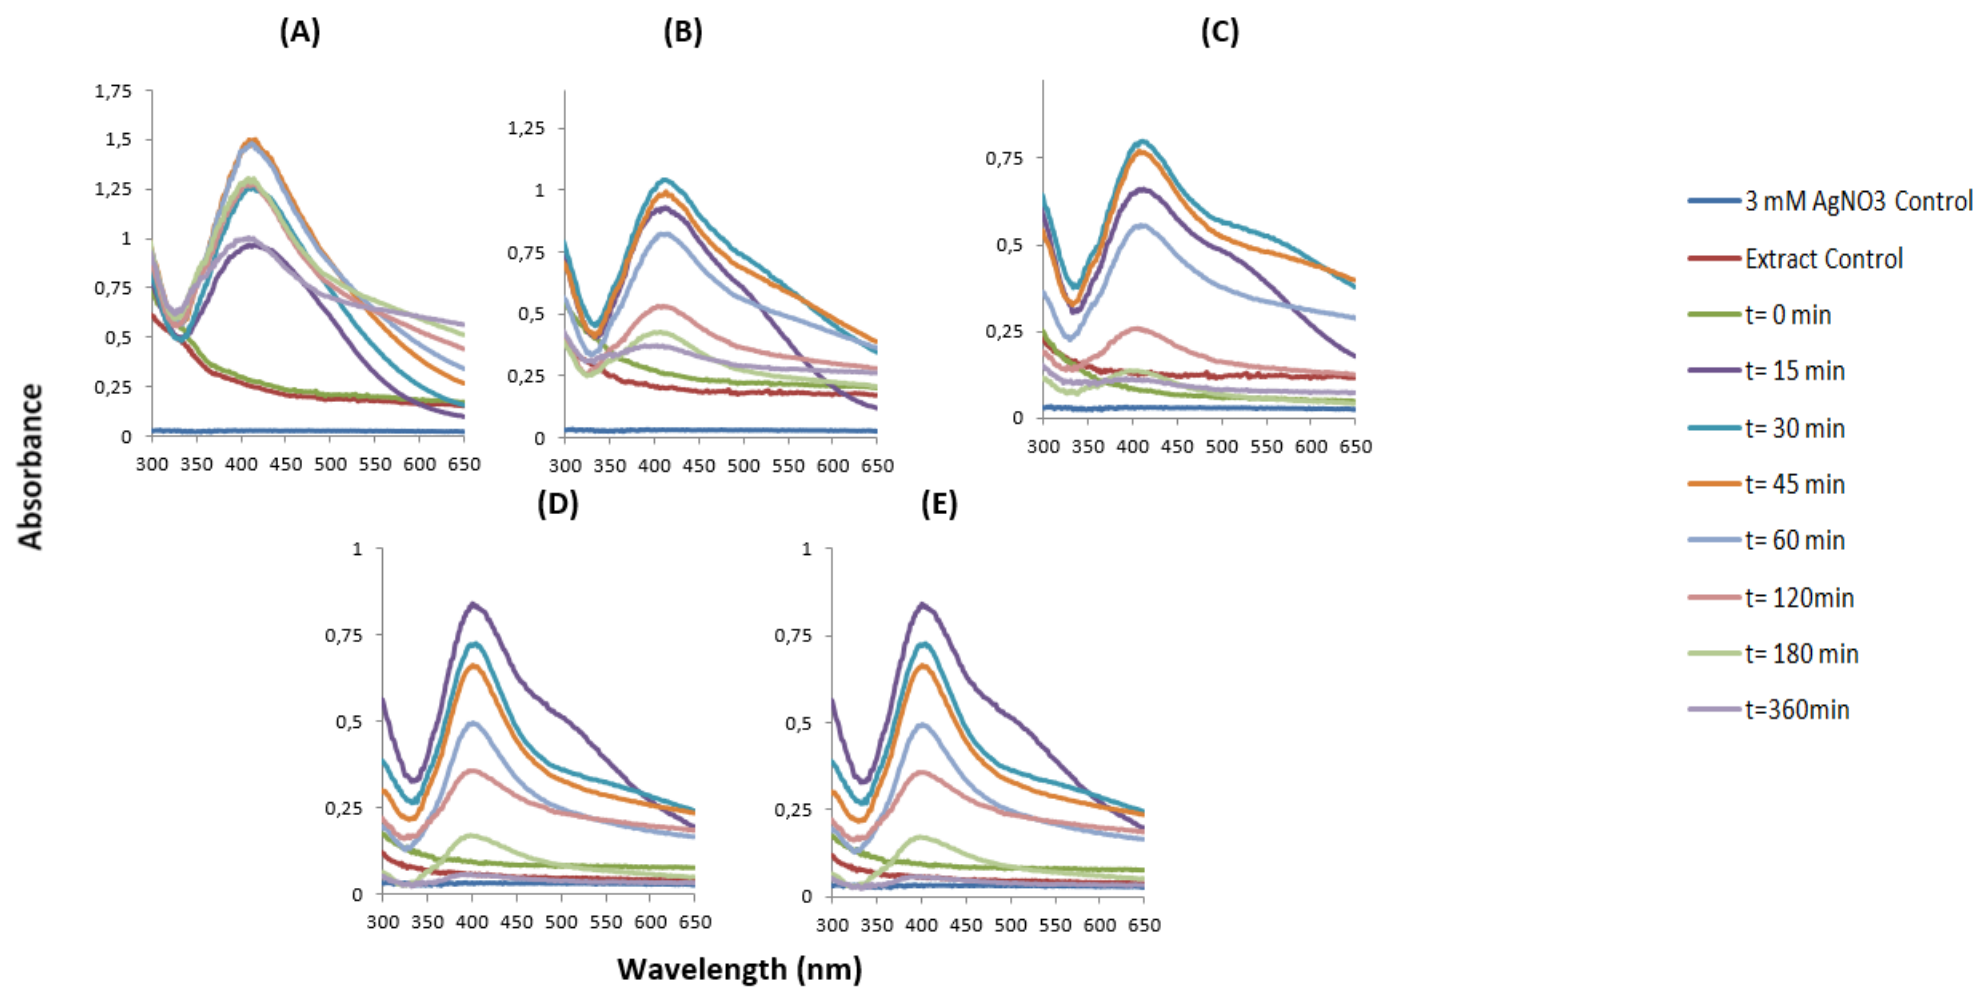 (A)
(B)
(C)
1,75
1,5
1,25
1
0,75
0,5
0,25
0
300 350 400 450 500 550 600 650
1,25
1
0,75
0,5
0,25
0
300 350 400 450 500 550 600 650
0,75
0,5
0,25
0
300 350 400 450 500 550 600 650
3 mM AgNO3 Control
Extract Control
t= 0 min
t= 15 min
t= 30 min
t= 45 min
t= 60 min
t= 120min
t= 180 min
t=360min
Absorbance
(D)
(E)
1
0,75
0,5
0,25
0
300 350 400 450 500 550 600 650
1
0,75
0,5
0,25
0
300 350 400 450 500 550 600 650
Wavelength (nm)